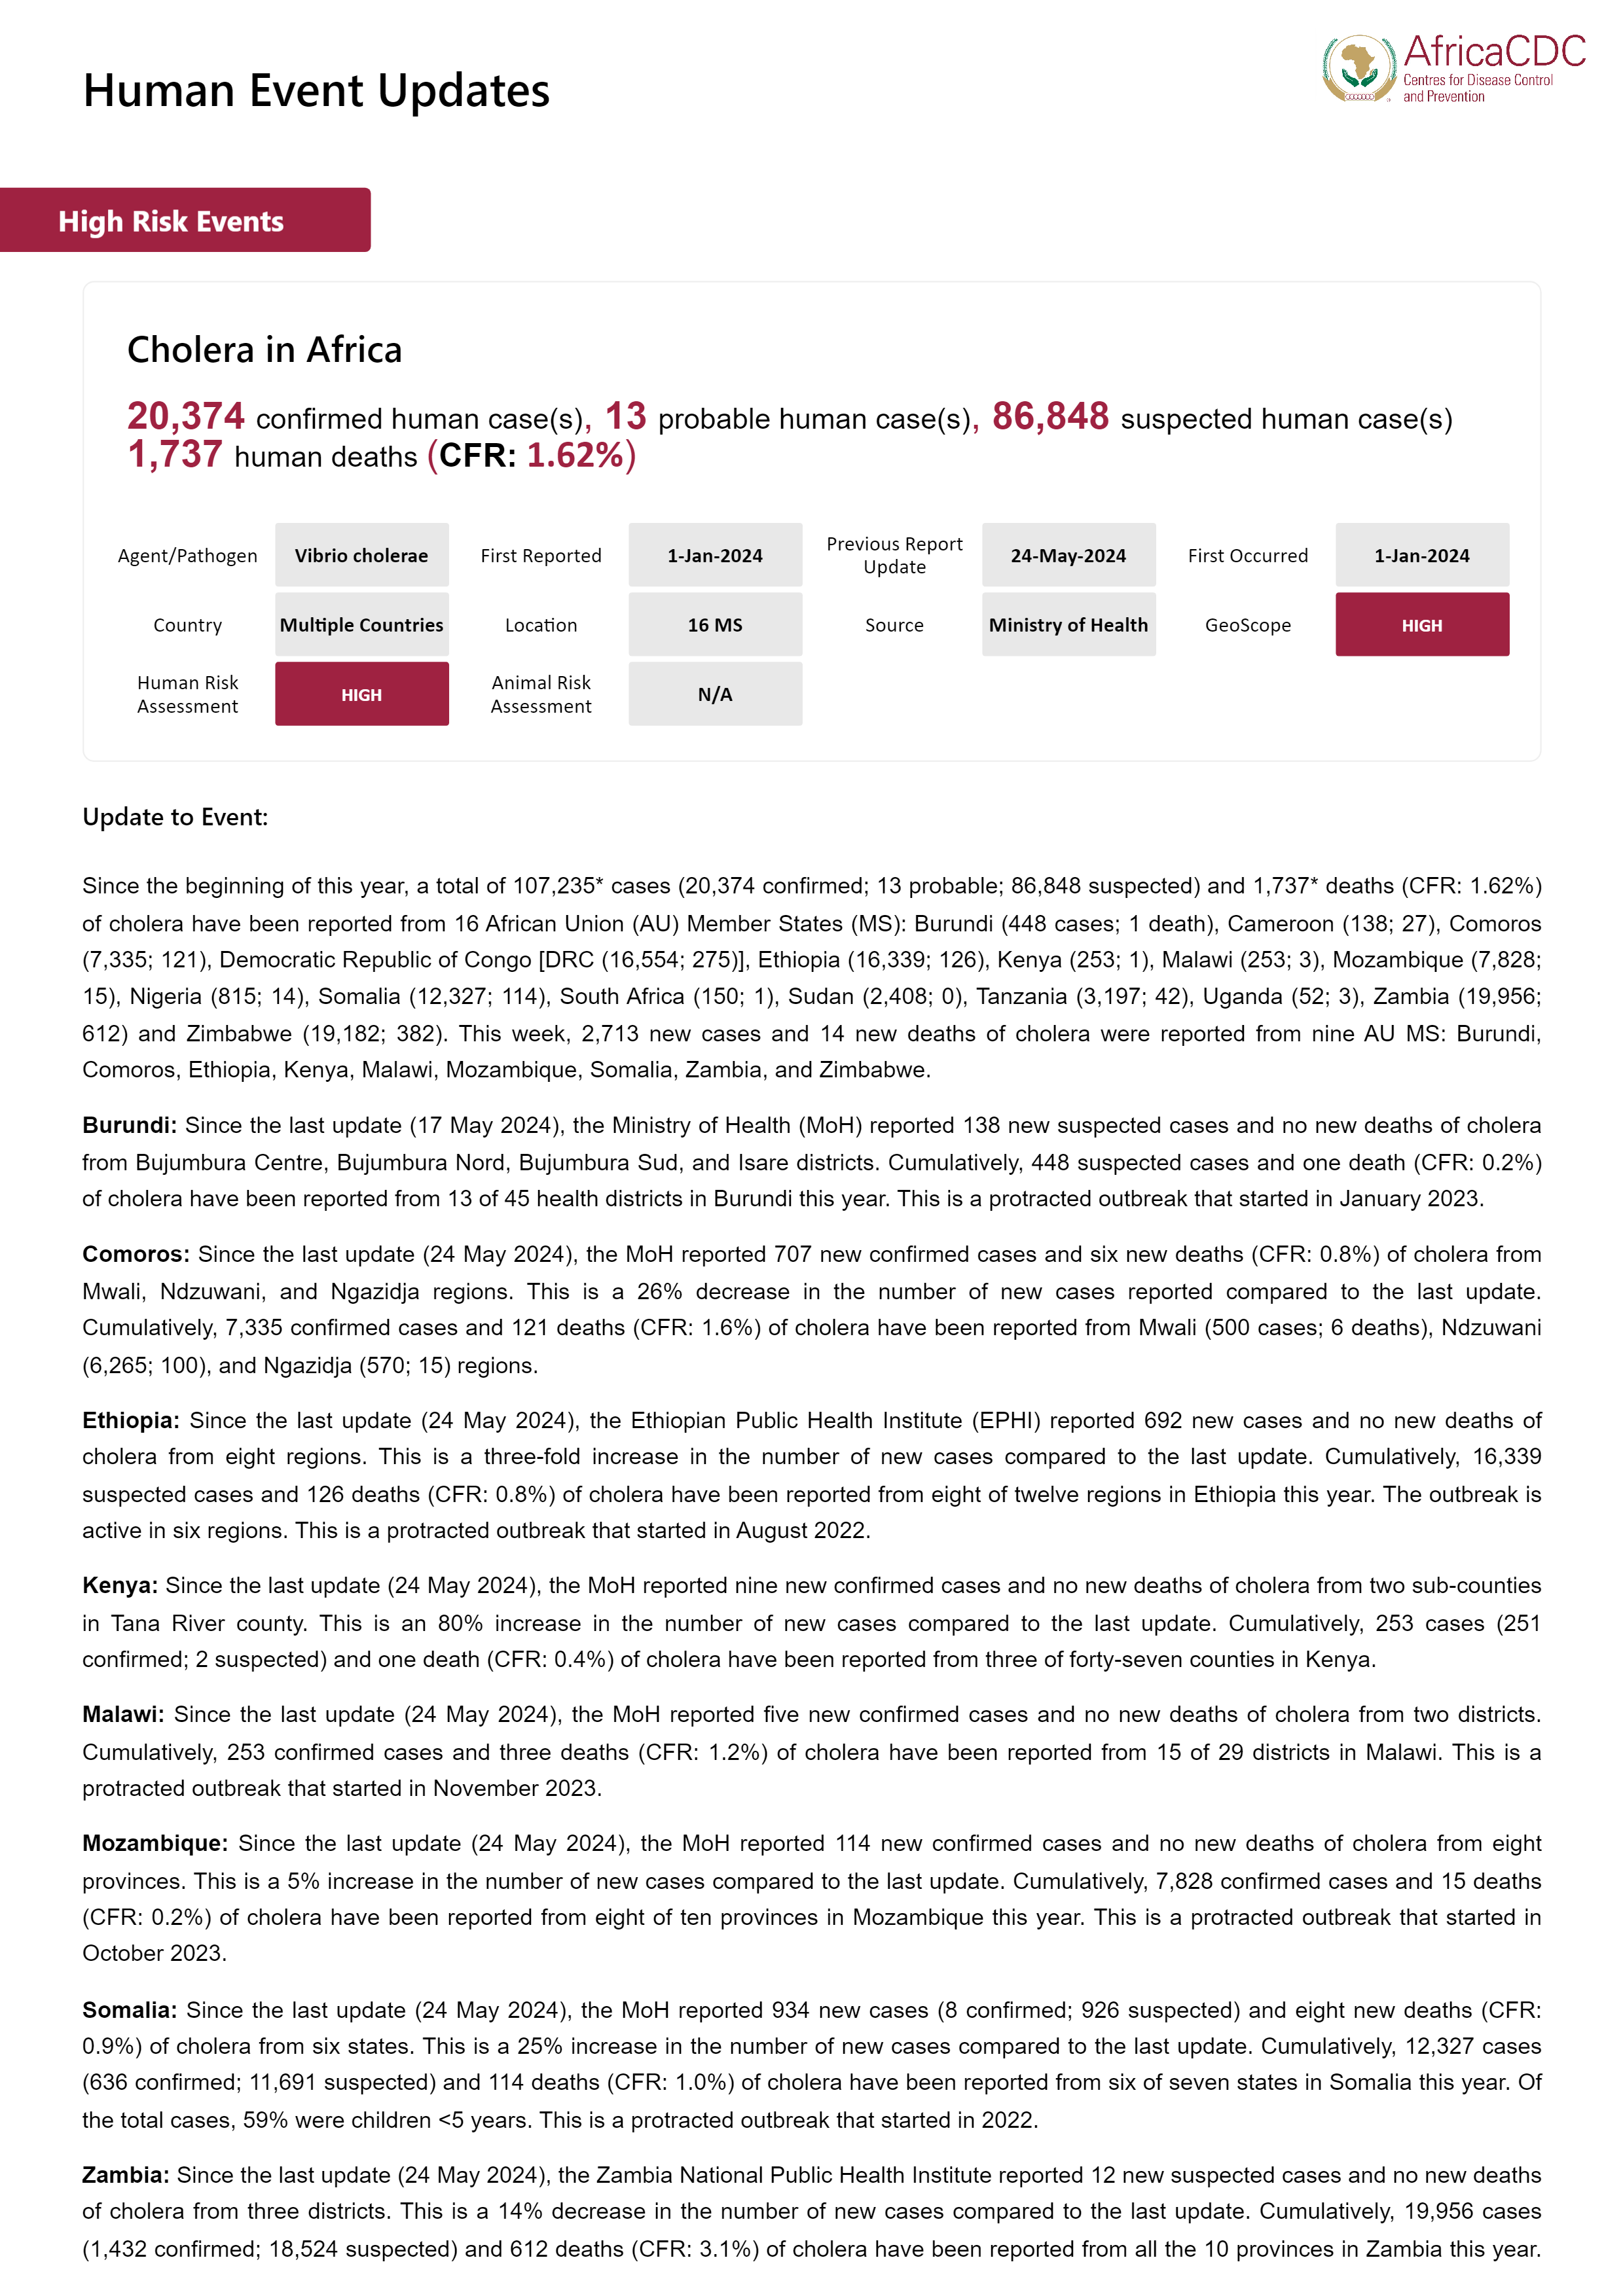 AfricaCDC
Centres for Disease Control
and Prevention
Human Event Updates
High Risk Events
Cholera in Africa
20,374 confirmed human case(s), 13 probable human case(s), 86,848 suspected human case(s)
1,737 human deaths (CFR: 1.62%)
Agent/Pathogen Vibrio cholerae First Reported 1-Jan-2024 Previous Report Update 24-May-2024 First Occurred 1-Jan-2024
Country Multiple Countries Location 16 MS Source Ministry of Health GeoScope HIGH
Human Risk Assessment HIGH Animal Risk Assessment N/A
Update to Event:
Since the beginning of this year, a total of 107,235* cases (20,374 confirmed; 13 probable; 86,848 suspected) and 1,737* deaths (CFR: 1.62%)
of cholera have been reported from 16 African Union (AU) Member States (MS): Burundi (448 cases; 1 death), Cameroon (138; 27), Comoros
(7,335; 121), Democratic Republic of Congo [DRC (16,554; 275)], Ethiopia (16,339; 126), Kenya (253; 1), Malawi (253; 3), Mozambique (7,828;
15), Nigeria (815; 14), Somalia (12,327; 114), South Africa (150; 1), Sudan (2,408; 0), Tanzania (3,197; 42), Uganda (52; 3), Zambia (19,956;
612) and Zimbabwe (19,182; 382). This week, 2,713 new cases and 14 new deaths of cholera were reported from nine AU MS: Burundi,
Comoros, Ethiopia, Kenya, Malawi, Mozambique, Somalia, Zambia, and Zimbabwe.
Burundi: Since the last update (17 May 2024), the Ministry of Health (MoH) reported 138 new suspected cases and no new deaths of cholera
from Bujumbura Centre, Bujumbura Nord, Bujumbura Sud, and Isare districts. Cumulatively, 448 suspected cases and one death (CFR: 0.2%)
of cholera have been reported from 13 of 45 health districts in Burundi this year. This is a protracted outbreak that started in January 2023.
Comoros: Since the last update (24 May 2024), the MoH reported 707 new confirmed cases and six new deaths (CFR: 0.8%) of cholera from
Mwali, Ndzuwani, and Ngazidja regions. This is a 26% decrease in the number of new cases reported compared to the last update.
Cumulatively, 7,335 confirmed cases and 121 deaths (CFR: 1.6%) of cholera have been reported from Mwali (500 cases; 6 deaths), Ndzuwani
(6,265; 100), and Ngazidja (570; 15) regions.
Ethiopia: Since the last update (24 May 2024), the Ethiopian Public Health Institute (EPHI) reported 692 new cases and no new deaths of
cholera from eight regions. This is a three-fold increase in the number of new cases compared to the last update. Cumulatively, 16,339
suspected cases and 126 deaths (CFR: 0.8%) of cholera have been reported from eight of twelve regions in Ethiopia this year. The outbreak is
active in six regions. This is a protracted outbreak that started in August 2022.
Kenya: Since the last update (24 May 2024), the MoH reported nine new confirmed cases and no new deaths of cholera from two sub-counties
in Tana River county. This is an 80% increase in the number of new cases compared to the last update. Cumulatively, 253 cases (251
confirmed; 2 suspected) and one death (CFR: 0.4%) of cholera have been reported from three of forty-seven counties in Kenya.
Malawi: Since the last update (24 May 2024), the MoH reported five new confirmed cases and no new deaths of cholera from two districts.
Cumulatively, 253 confirmed cases and three deaths (CFR: 1.2%) of cholera have been reported from 15 of 29 districts in Malawi. This is a
protracted outbreak that started in November 2023.
Mozambique: Since the last update (24 May 2024), the MoH reported 114 new confirmed cases and no new deaths of cholera from eight
provinces. This is a 5% increase in the number of new cases compared to the last update. Cumulatively, 7,828 confirmed cases and 15 deaths
(CFR: 0.2%) of cholera have been reported from eight of ten provinces in Mozambique this year. This is a protracted outbreak that started in
October 2023.
Somalia: Since the last update (24 May 2024), the MoH reported 934 new cases (8 confirmed; 926 suspected) and eight new deaths (CFR:
0.9%) of cholera from six states. This is a 25% increase in the number of new cases compared to the last update. Cumulatively, 12,327 cases
(636 confirmed; 11,691 suspected) and 114 deaths (CFR: 1.0%) of cholera have been reported from six of seven states in Somalia this year. Of
the total cases, 59% were children <5 years. This is a protracted outbreak that started in 2022.
Zambia: Since the last update (24 May 2024), the Zambia National Public Health Institute reported 12 new suspected cases and no new deaths
of cholera from three districts. This is a 14% decrease in the number of new cases compared to the last update. Cumulatively, 19,956 cases
(1,432 confirmed; 18,524 suspected) and 612 deaths (CFR: 3.1%) of cholera have been reported from all the 10 provinces in Zambia this year.